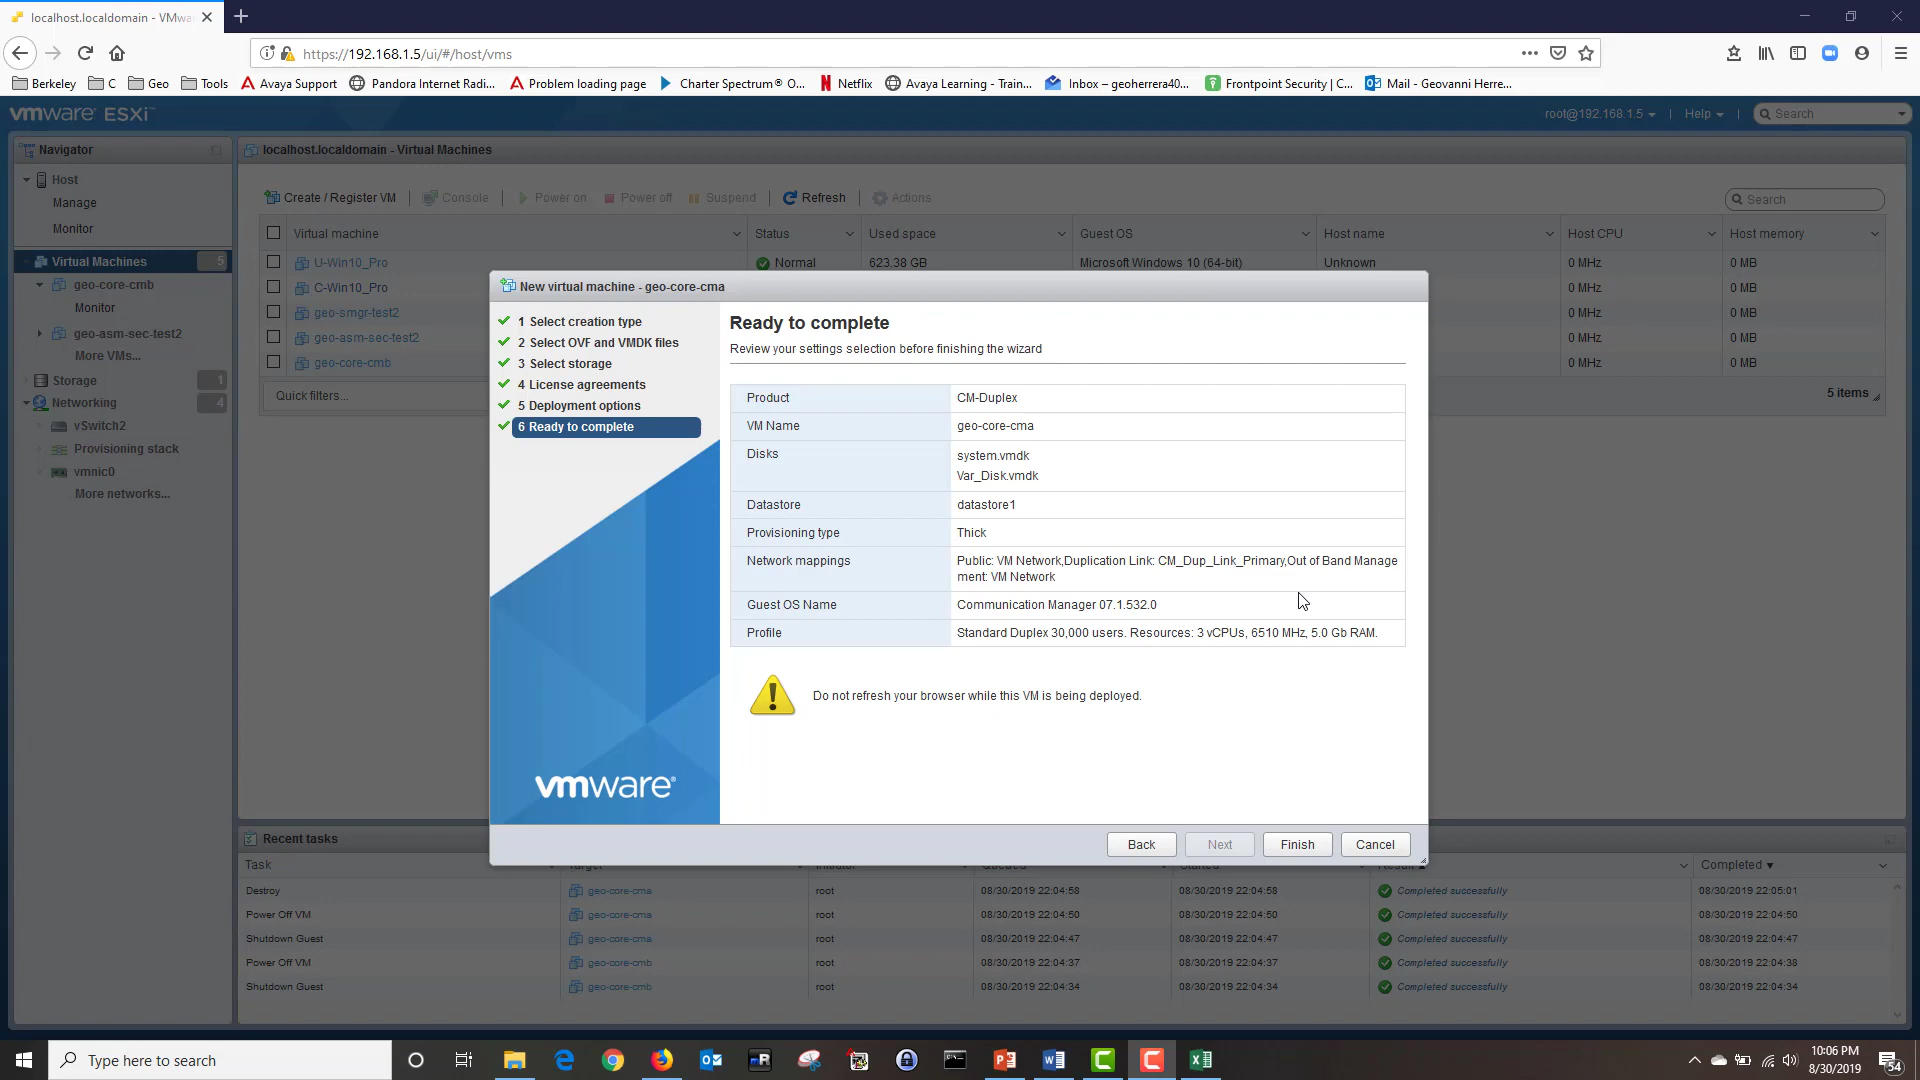 localhost.localdomain - VMwa
https://192.168.1.5/ui/#/host/vms
Berkeley
C
Geo
Tools
Avaya Support
Pandora Internet Radi...
Problem loading page
Charter Spectrum® O...
Netflix
Avaya Learning - Train...
Inbox – geoherrera40...
Frontpoint Security | C...
Mail - Geovanni Herre...
vmware ESXi
root@192.168.1.5
Help
Search
Navigator
Host
Manage
Monitor
Virtual Machines
5
geo-core-cmb
Monitor
geo-asm-sec-test2
More VMs...
Storage
1
Networking
4
vSwitch2
Provisioning stack
vmnic0
More networks...
localhost.localdomain - Virtual Machines
Create / Register VM
Console
Power on
Power off
Suspend
Refresh
Actions
Search
Virtual machine
Status
Used space
Guest OS
Host name
Host CPU
Host memory
U-Win10_Pro
Normal
623.38 GB
Microsoft Windows 10 (64-bit)
Unknown
0 MHz
0 MB
C-Win10_Pro
0 MHz
0 MB
geo-smgr-test2
0 MHz
0 MB
geo-asm-sec-test2
0 MHz
0 MB
geo-core-cmb
0 MHz
0 MB
Quick filters...
5 items
New virtual machine - geo-core-cma
1 Select creation type
2 Select OVF and VMDK files
3 Select storage
4 License agreements
5 Deployment options
6 Ready to complete
vmware®
Ready to complete
Review your settings selection before finishing the wizard
Product
CM-Duplex
VM Name
geo-core-cma
Disks
system.vmdk
Var_Disk.vmdk
Datastore
datastore1
Provisioning type
Thick
Network mappings
Public: VM Network,Duplication Link: CM_Dup_Link_Primary,Out of Band Manage
ment: VM Network
Guest OS Name
Communication Manager 07.1.532.0
Profile
Standard Duplex 30,000 users. Resources: 3 vCPUs, 6510 MHz, 5.0 Gb RAM.
Do not refresh your browser while this VM is being deployed.
Back
Next
Finish
Cancel
Recent tasks
Task
Target
Initiator
Queued
Started
Result
Completed
Destroy
geo-core-cma
root
08/30/2019 22:04:58
08/30/2019 22:04:58
Completed successfully
08/30/2019 22:05:01
Power Off VM
geo-core-cma
root
08/30/2019 22:04:50
08/30/2019 22:04:50
Completed successfully
08/30/2019 22:04:50
Shutdown Guest
geo-core-cma
root
08/30/2019 22:04:47
08/30/2019 22:04:47
Completed successfully
08/30/2019 22:04:47
Power Off VM
geo-core-cmb
root
08/30/2019 22:04:37
08/30/2019 22:04:37
Completed successfully
08/30/2019 22:04:38
Shutdown Guest
geo-core-cmb
root
08/30/2019 22:04:34
08/30/2019 22:04:34
Completed successfully
08/30/2019 22:04:34
Type here to search
10:06 PM
8/30/2019
54